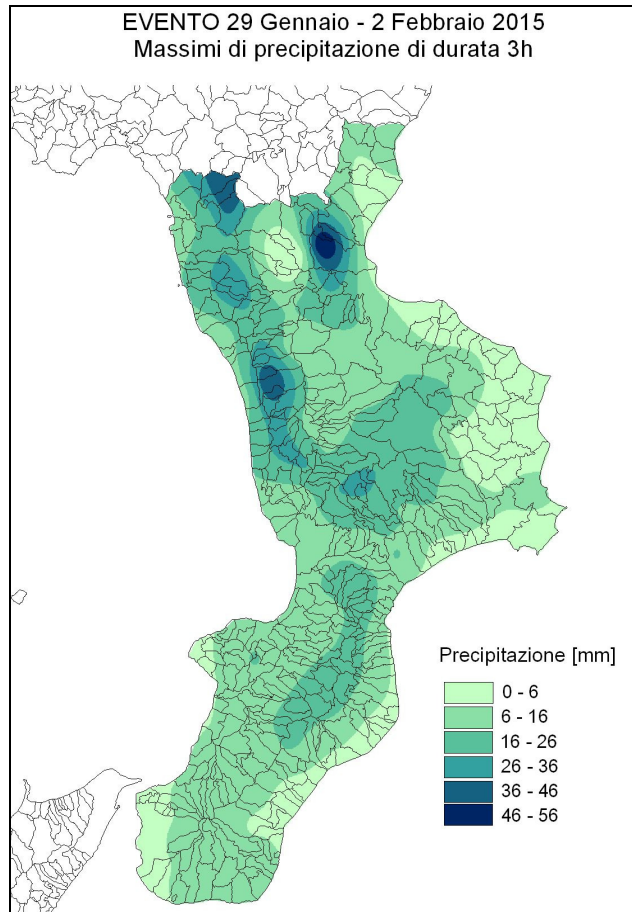 EVENTO 29 Gennaio - 2 Febbraio 2015
Massimi di precipitazione di durata 3h
Precipitazione [mm]
0 - 6
6 - 16
16 - 26
26 - 36
36 - 46
46 - 56